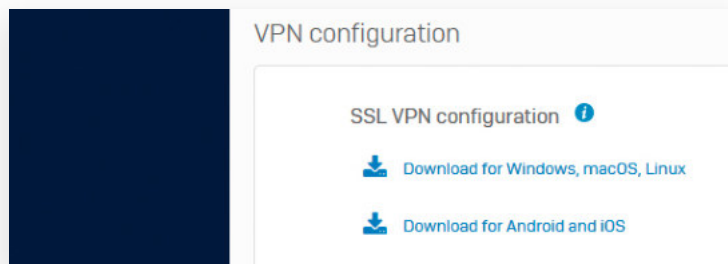 VPN configuration
SSL VPN configuration i
Download for Windows, macOS, Linux
Download for Android and iOS